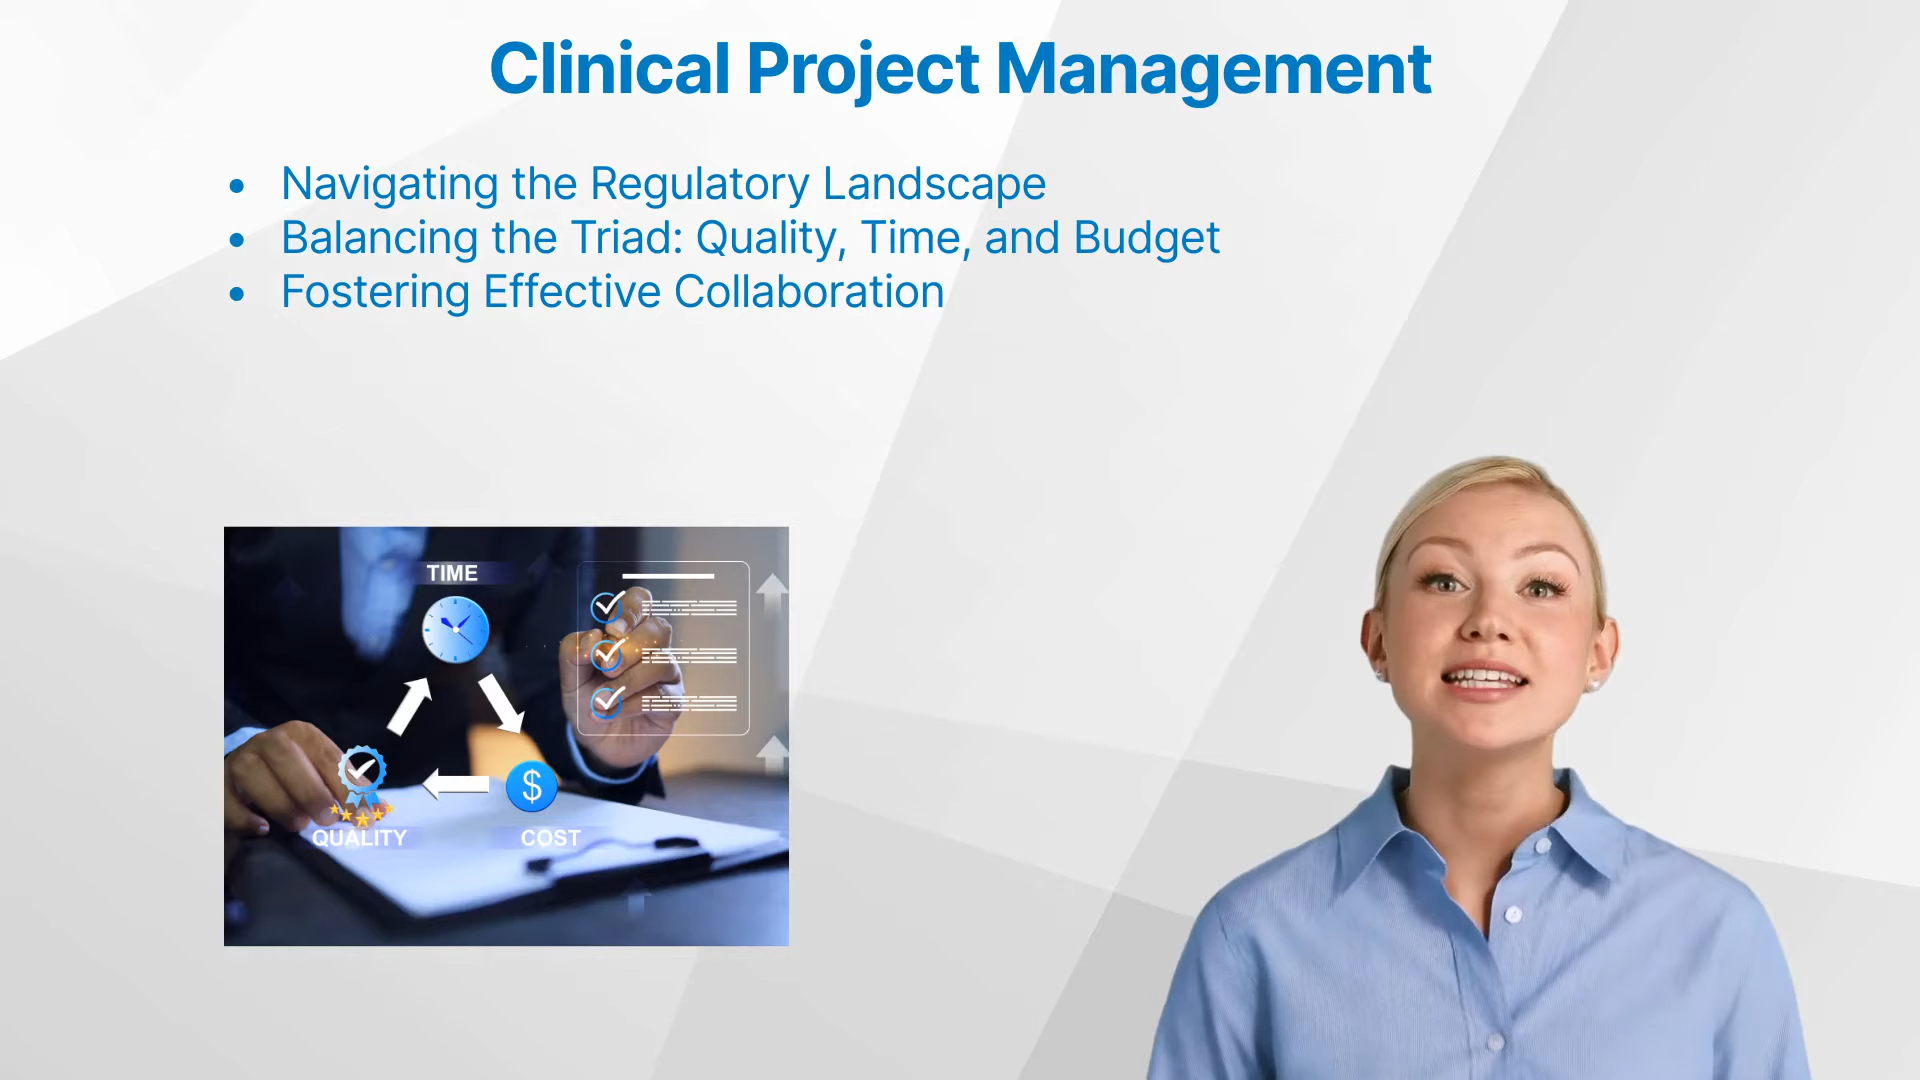 Clinical Project Management
• Navigating the Regulatory Landscape
• Balancing the Triad: Quality, Time, and Budget
• Fostering Effective Collaboration
TIME
QUALITY
COST